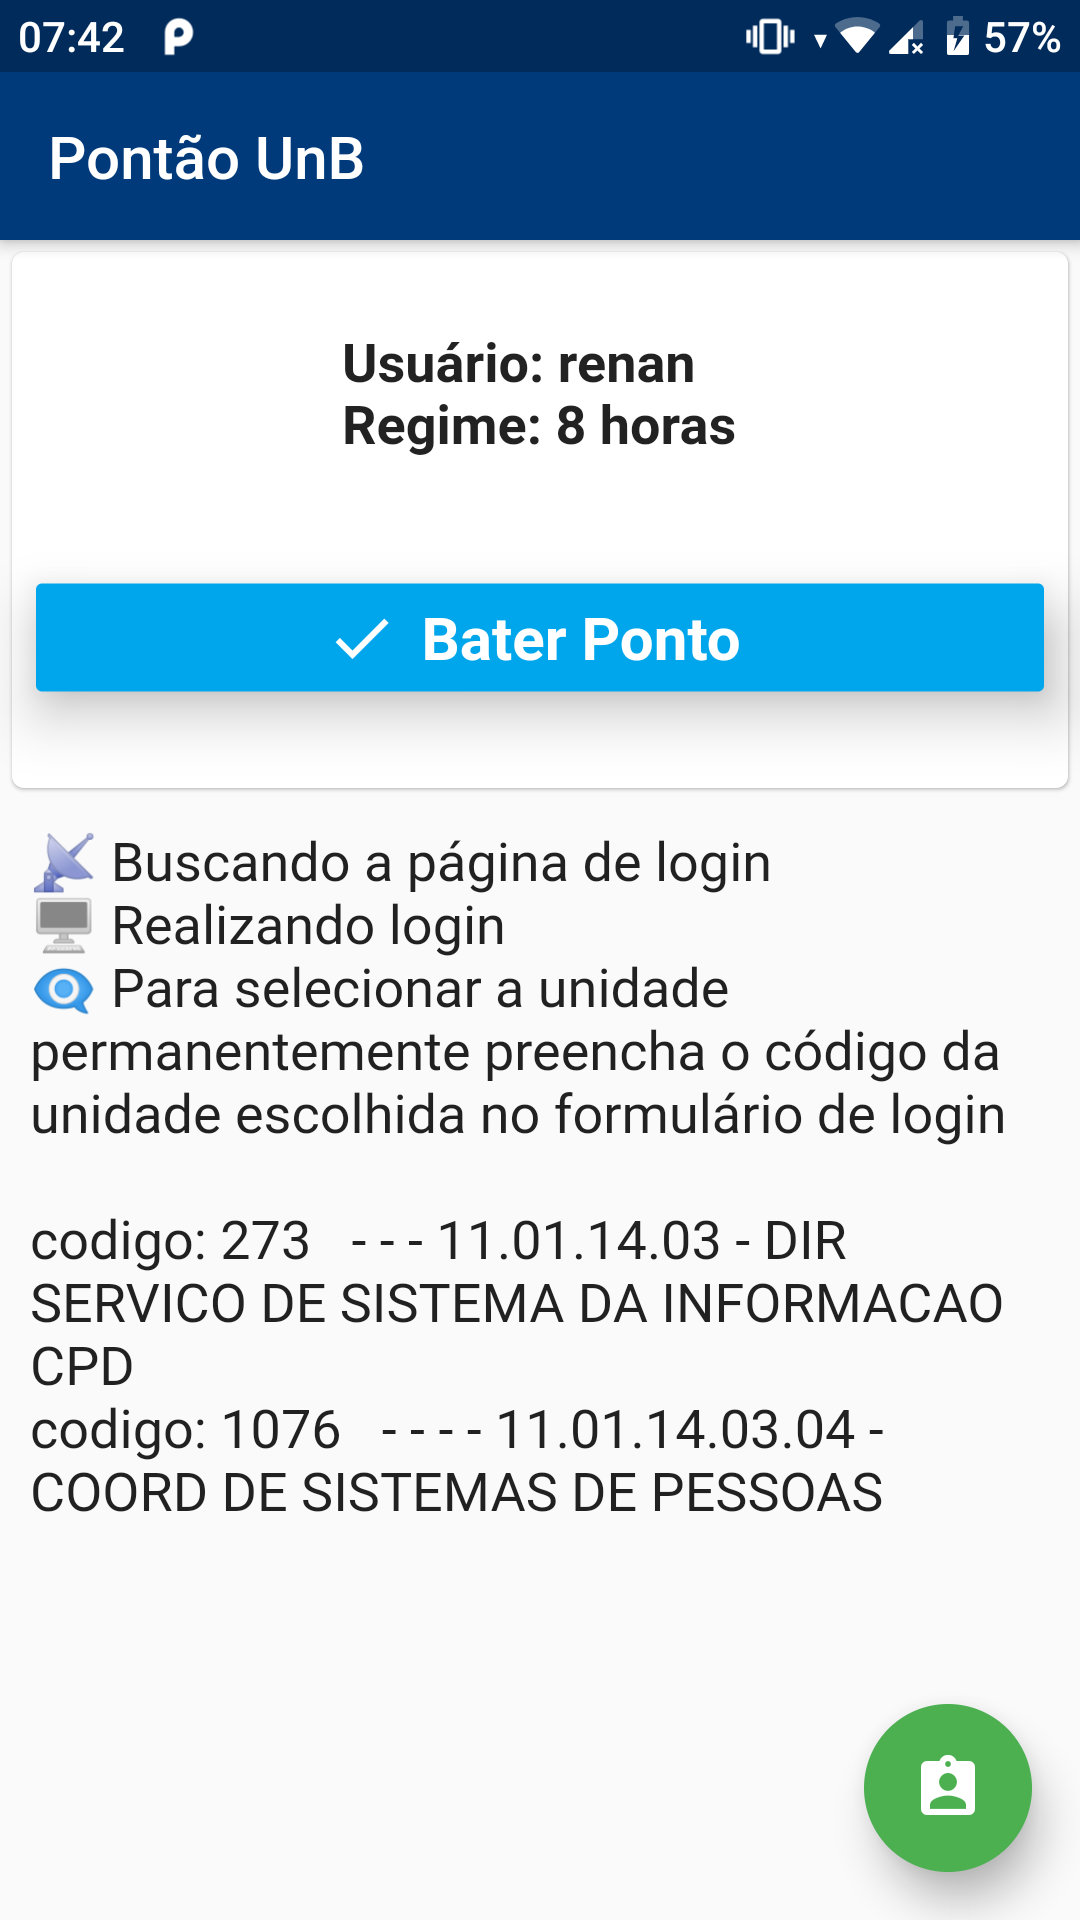 07:42
57%
Pontão UnB
Usuário: renan
Regime: 8 horas
Bater Ponto
Buscando a página de login
Realizando login
Para selecionar a unidade
permanentemente preencha o código da
unidade escolhida no formulário de login
codigo: 273   - - - 11.01.14.03 - DIR
SERVICO DE SISTEMA DA INFORMACAO
CPD
codigo: 1076   - - - - 11.01.14.03.04 -
COORD DE SISTEMAS DE PESSOAS